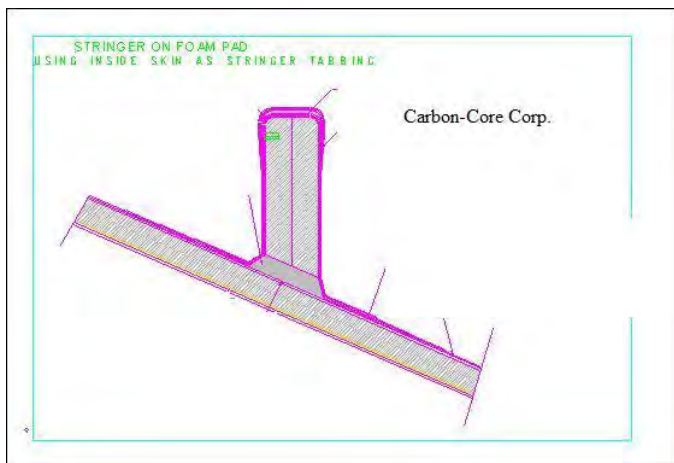 STRINGER ON FOAM PAD
USING INSIDE SKIN AS STRINGER TABBING
Carbon-Core Corp.